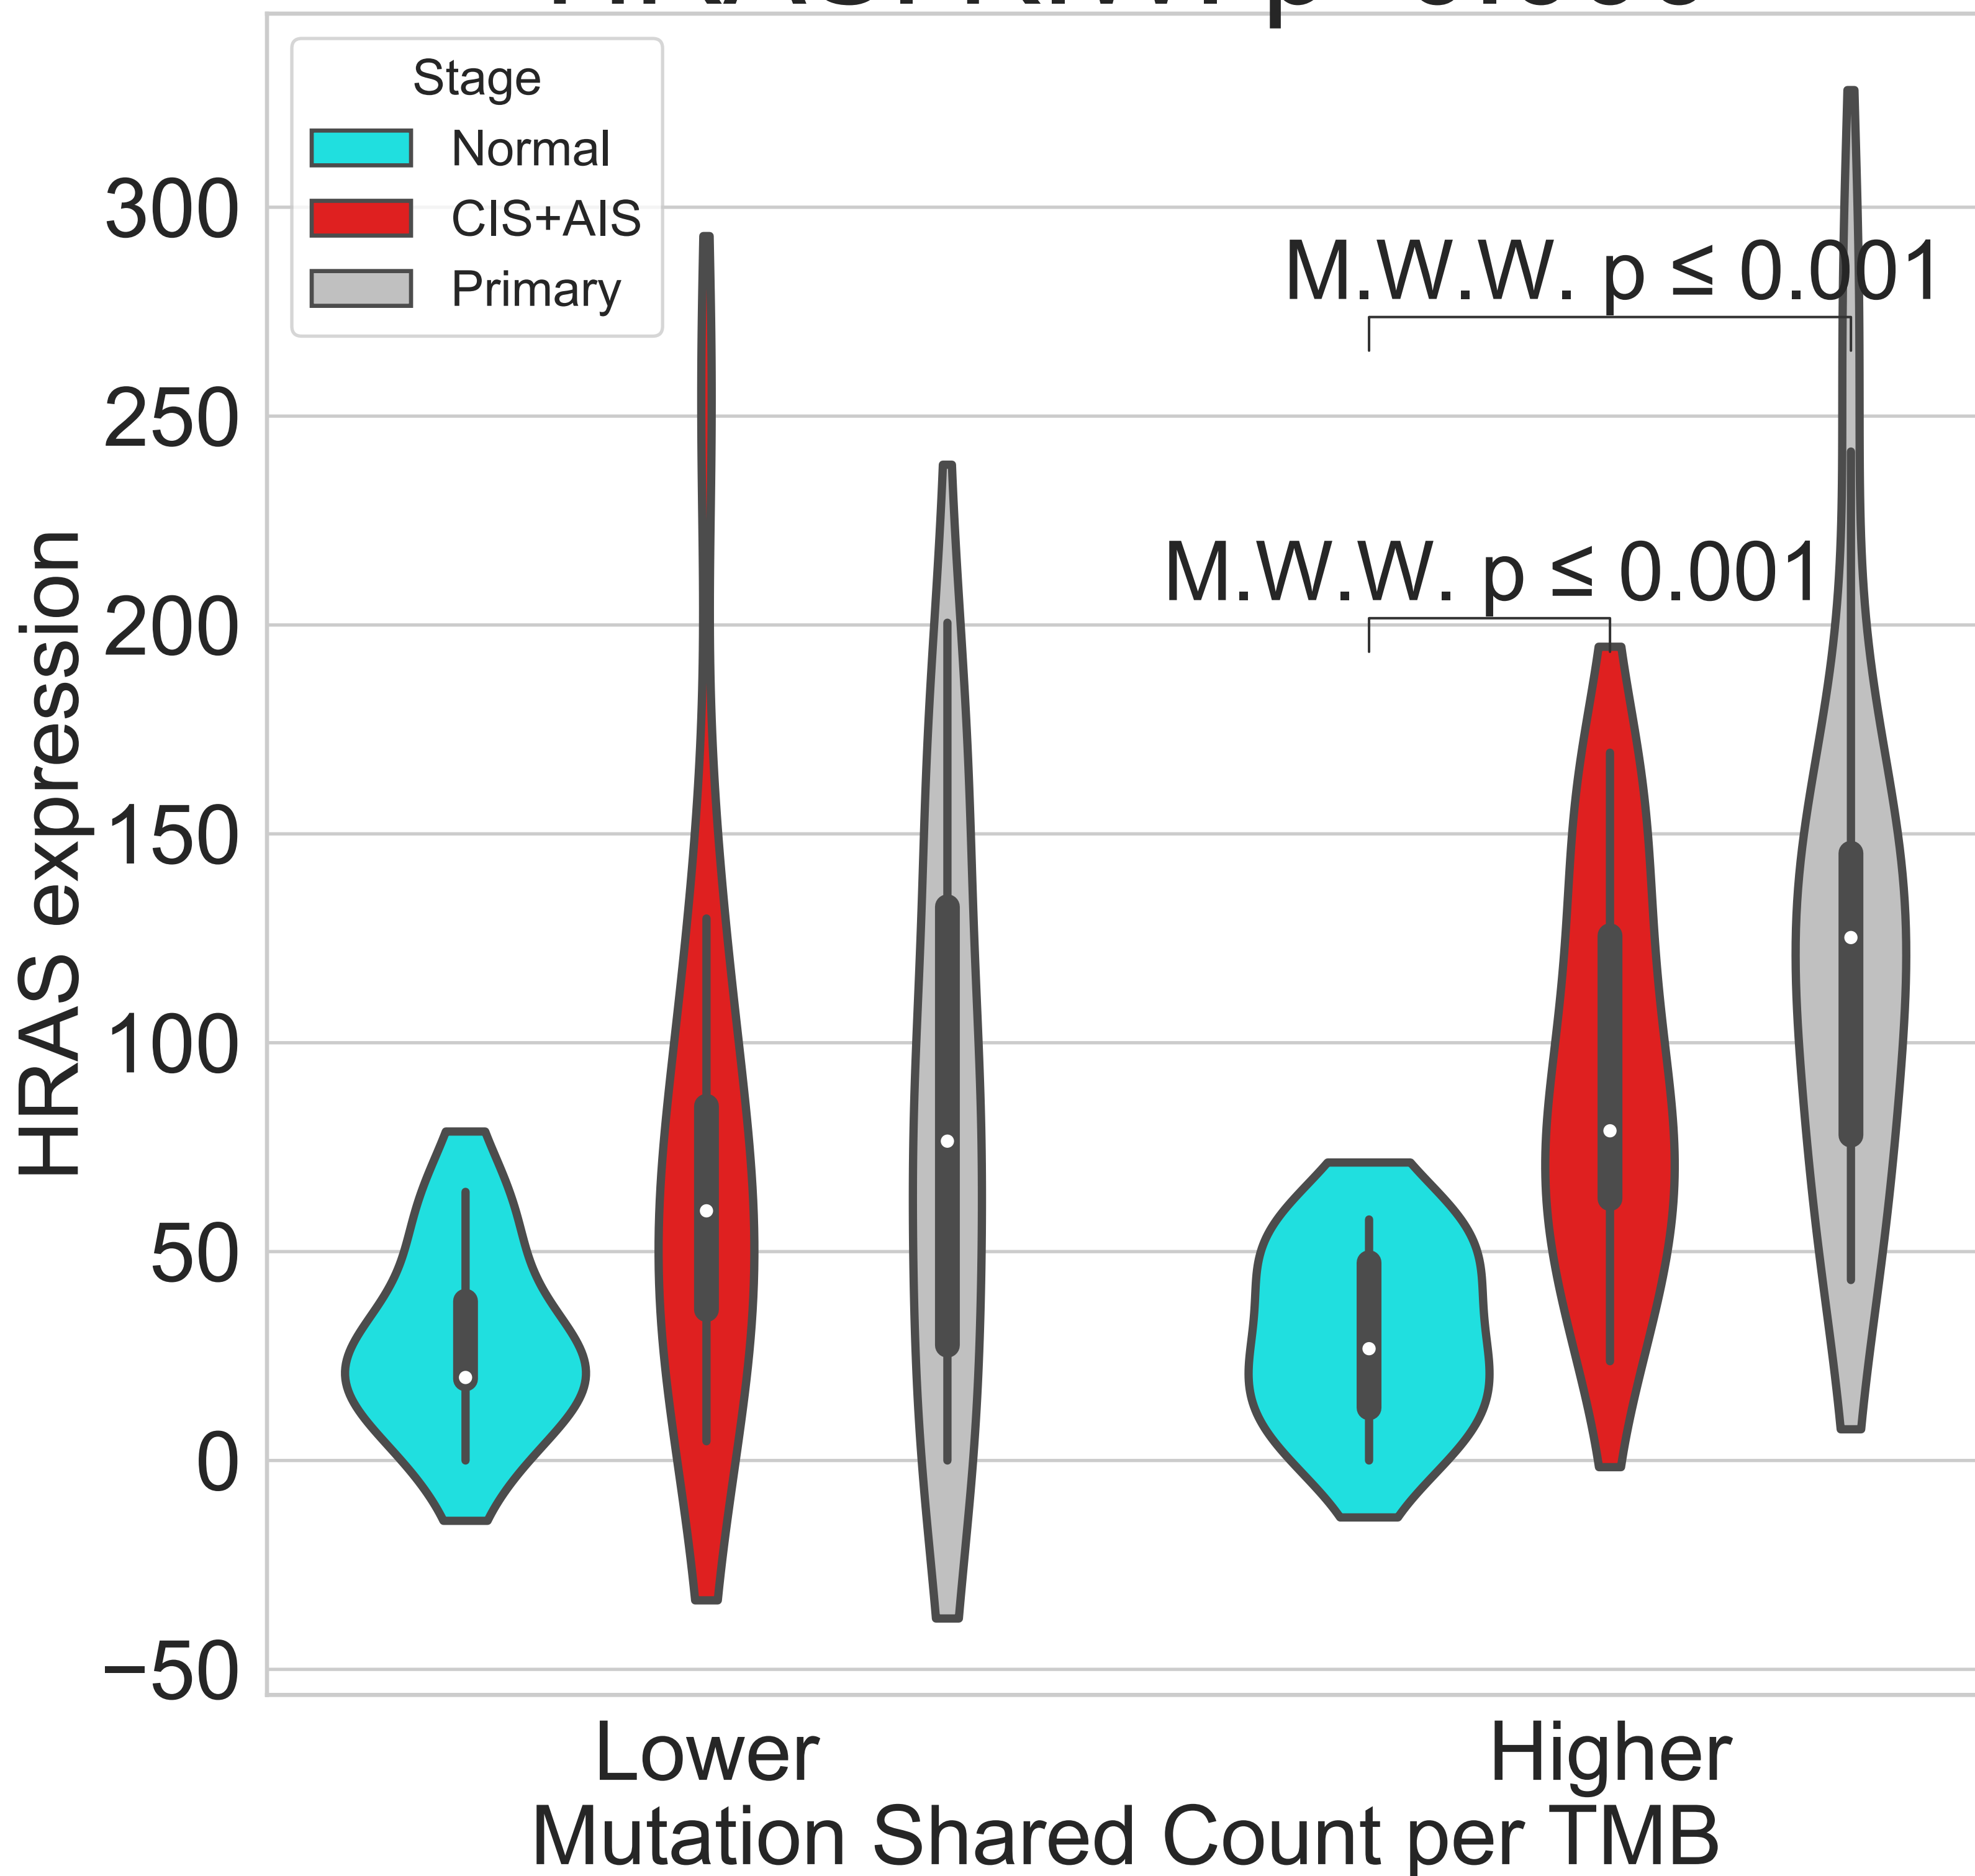 Stage
Normal
CIS+AIS
Primary
300
250
200
150
100
50
0
−50
HRAS expression
M.W.W. p ≤ 0.001
M.W.W. p ≤ 0.001
Lower
Higher
Mutation Shared Count per TMB